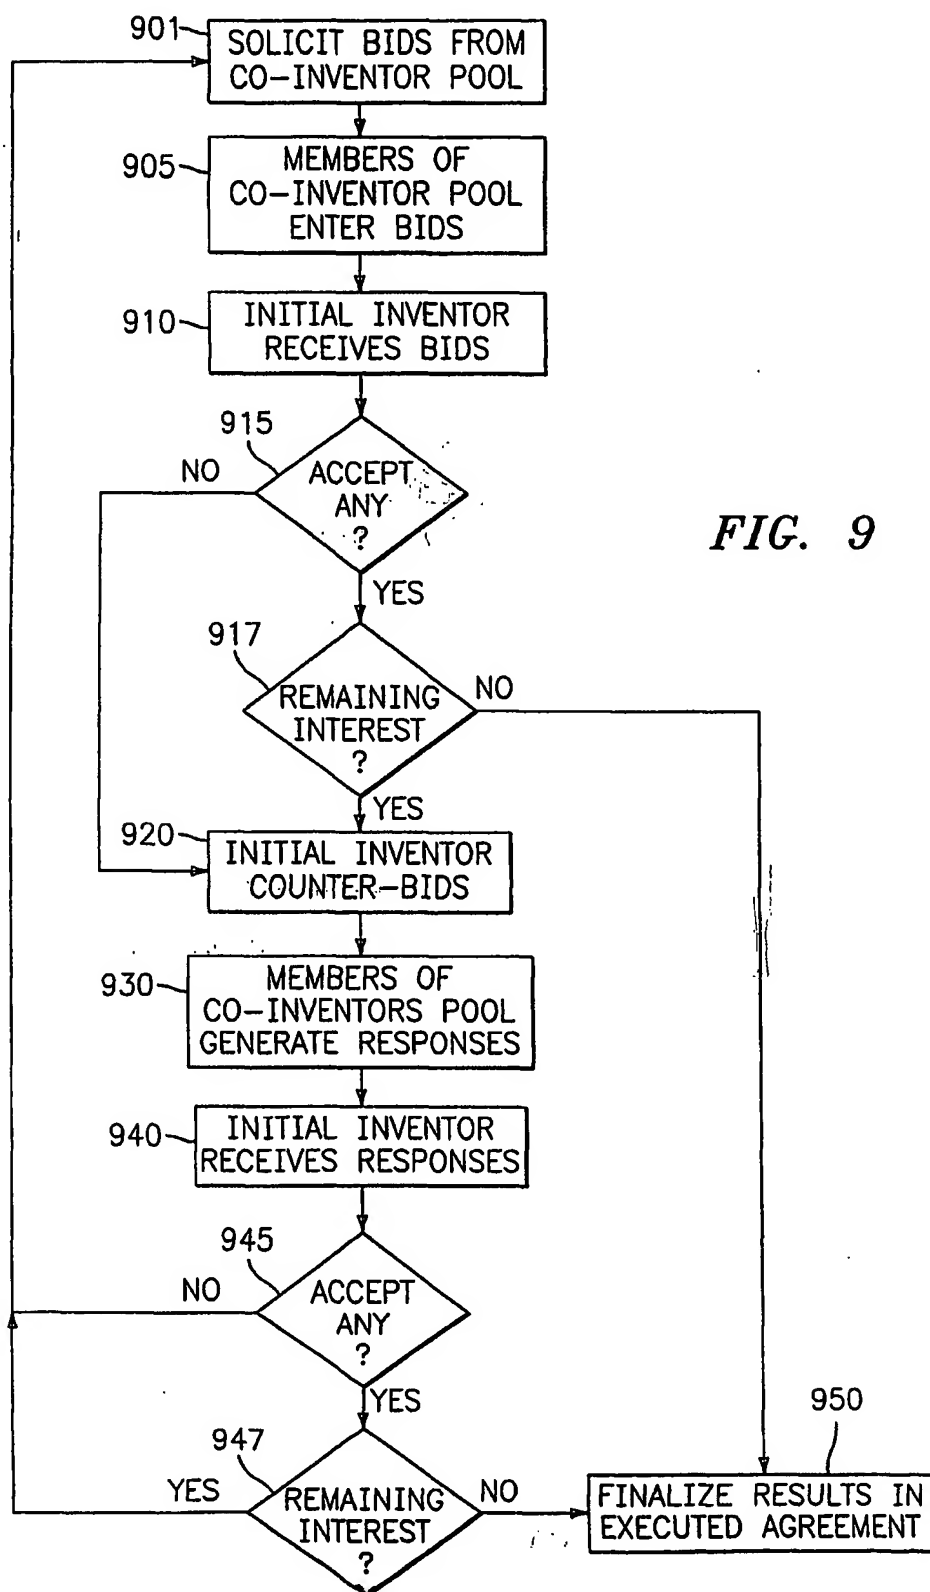 901
SOLICIT BIDS FROM
CO-INVENTOR POOL
905
MEMBERS OF
CO-INVENTOR POOL
ENTER BIDS
910
INITIAL INVENTOR
RECEIVES BIDS
915
NO
ACCEPT
ANY
?
YES
FIG. 9
917
REMAINING
INTEREST
?
NO
YES
920
INITIAL INVENTOR
COUNTER-BIDS
930
MEMBERS OF
CO-INVENTORS POOL
GENERATE RESPONSES
940
INITIAL INVENTOR
RECEIVES RESPONSES
945
NO
ACCEPT
ANY
?
YES
947
YES
REMAINING
INTEREST
?
NO
950
FINALIZE RESULTS IN
EXECUTED AGREEMENT